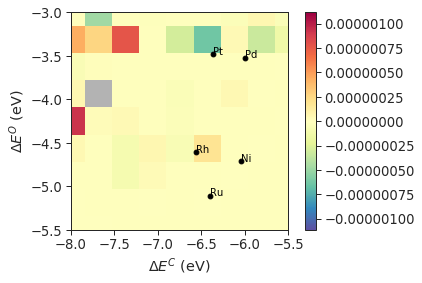 −3.0
−3.5
−4.0
−4.5
−5.0
−5.5
ΔE^O (eV)
Pt
Pd
Rh
Ni
Ru
−8.0 −7.5 −7.0 −6.5 −6.0 −5.5
ΔE^C (eV)
0.00000100
0.00000075
0.00000050
0.00000025
0.00000000
−0.00000025
−0.00000050
−0.00000075
−0.00000100